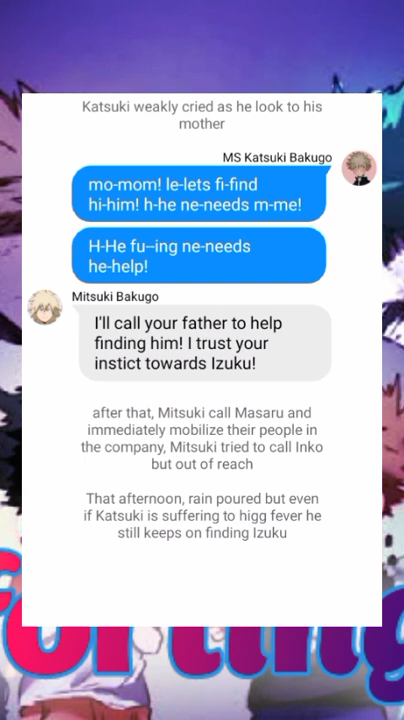 Katsuki weakly cried as he look to his
mother
MS Katsuki Bakugo
mo-mom! le-lets fi-find
hi-him! h-he ne-needs m-me!
H-He fu--ing ne-needs
he-help!
Mitsuki Bakugo
I'll call your father to help
finding him! I trust your
instict towards Izuku!
after that, Mitsuki call Masaru and
immediately mobilize their people in
the company, Mitsuki tried to call Inko
but out of reach
That afternoon, rain poured but even
if Katsuki is suffering to higg fever he
still keeps on finding Izuku